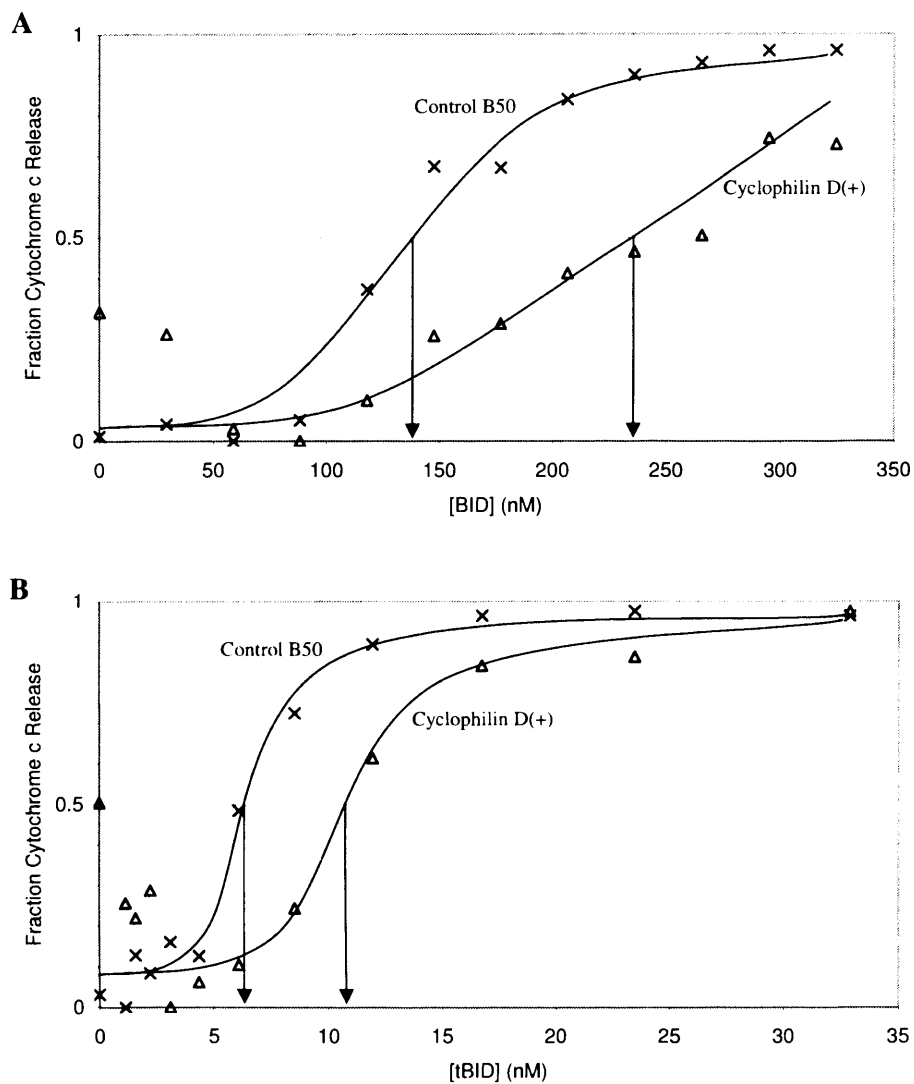 A
1
Control B50
Cyclophilin D(+)
0.5
0
0 50 100 150 200 250 300 350
Fraction Cytochrome c Release
[BID] (nM)
B
1
Control B50
Cyclophilin D(+)
0.5
0
0 5 10 15 20 25 30 35
Fraction Cytochrome c Release
[tBID] (nM)